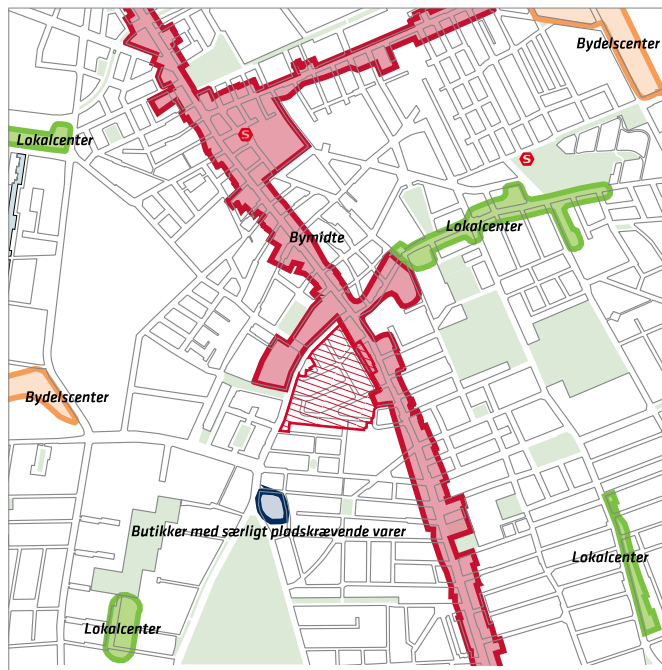 Bydelscenter
S
Lokalcenter
S
Lokalcenter
Bymidte
Bydelscenter
Butikker med særligt pladskrævende varer
Lokalcenter
Lokalcenter